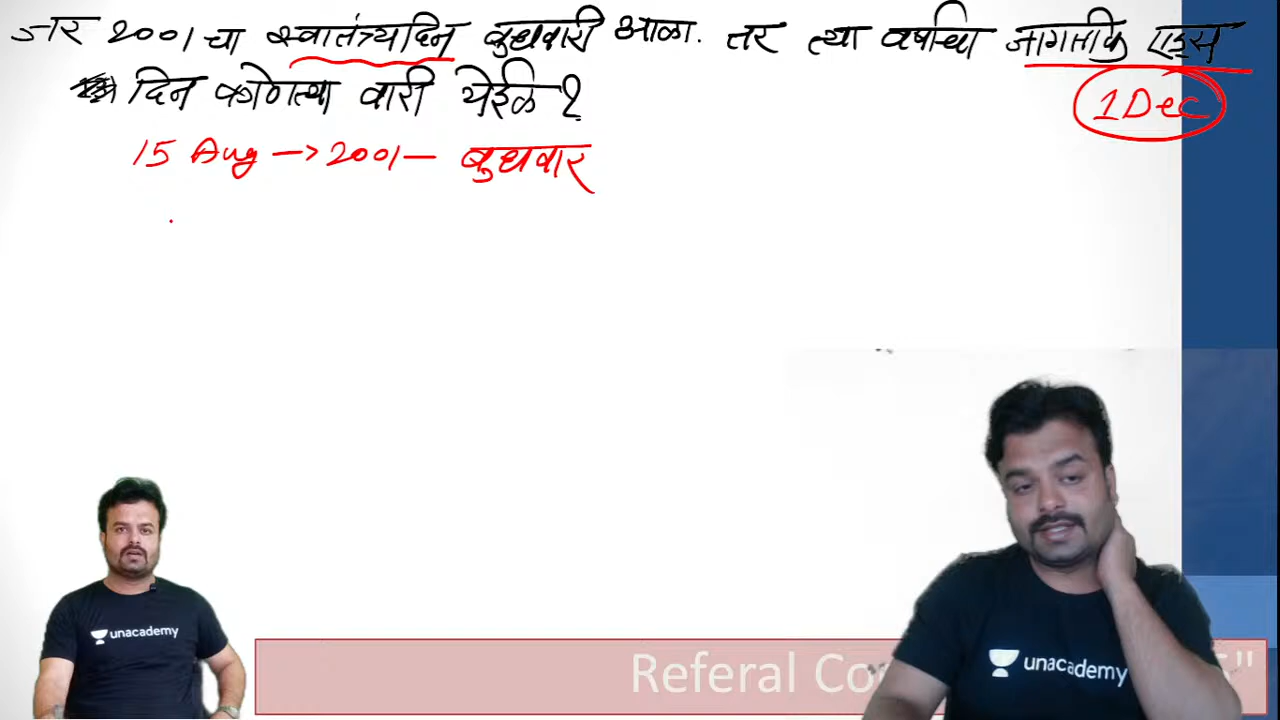 जर 2001 चा स्वातंत्र्यदिन बुधवारी आला. तर त्या वर्षाचा जागतीक एड्स
दिन कोणत्या वारी येईल?
1 Dec
15 Aug → 2001 – बुधवार
unacademy
unacademy
Referal Co